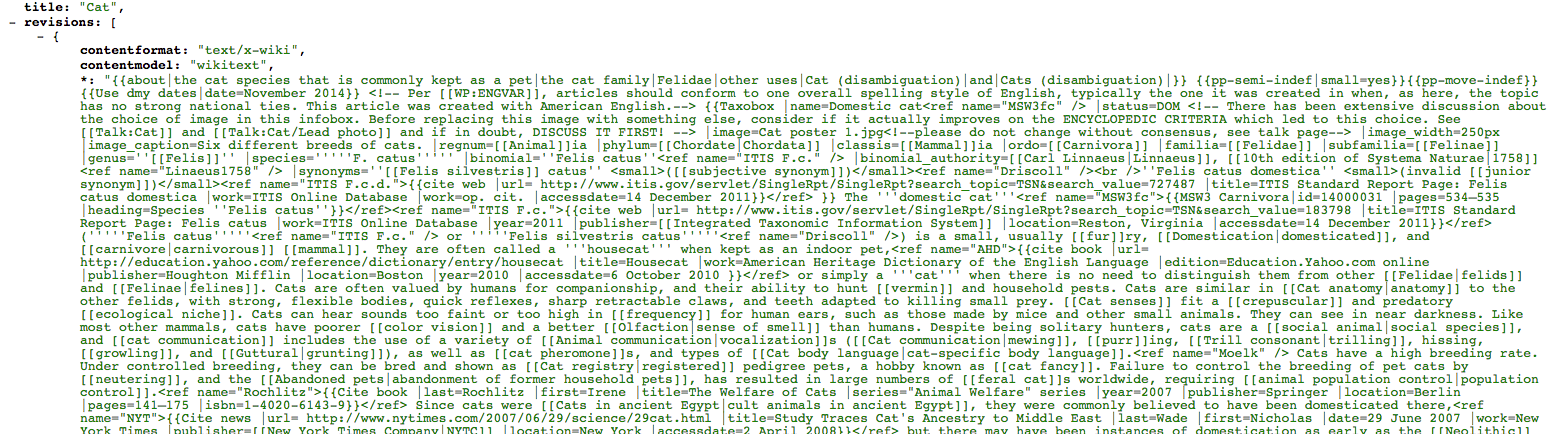 title: "Cat",
- revisions: [
- {
contentformat: "text/x-wiki",
contentmodel: "wikitext",
*: "{{about|the cat species that is commonly kept as a pet|the cat family|Felidae|other uses|Cat (disambiguation)|and|Cats (disambiguation)|}} {{pp-semi-indef|small=yes}}{{pp-move-indef}}
{{Use dmy dates|date=November 2014}} <!-- Per [[WP:ENGVAR]], articles should conform to one overall spelling style of English, typically the one it was created in when, as here, the topic
has no strong national ties. This article was created with American English.--> {{Taxobox |name=Domestic cat<ref name="MSW3fc" /> |status=DOM <!-- There has been extensive discussion about
the choice of image in this infobox. Before replacing this image with something else, consider if it actually improves on the ENCYCLOPEDIC CRITERIA which led to this choice. See
[[Talk:Cat]] and [[Talk:Cat/Lead photo]] and if in doubt, DISCUSS IT FIRST! --> |image=Cat poster 1.jpg<!--please do not change without consensus, see talk page--> |image_width=250px
|image_caption=Six different breeds of cats. |regnum=[[Animal]]ia |phylum=[[Chordate|Chordata]] |classis=[[Mammal]]ia |ordo=[[Carnivora]] |familia=[[Felidae]] |subfamilia=[[Felinae]]
|genus=''[[Felis]]'' |species='''''F. catus''''' |binomial=''Felis catus''<ref name="ITIS F.c." /> |binomial_authority=[[Carl Linnaeus|Linnaeus]], [[10th edition of Systema Naturae|1758]]
<ref name="Linaeus1758" /> |synonyms=''[[Felis silvestris]] catus'' <small>([[subjective synonym]])</small><ref name="Driscoll" /><br />''Felis catus domestica'' <small>(invalid [[junior
synonym]])</small><ref name="ITIS F.c.d.">{{cite web |url= http://www.itis.gov/servlet/SingleRpt/SingleRpt?search_topic=TSN&search_value=727487 |title=ITIS Standard Report Page: Felis
catus domestica |work=ITIS Online Database |work=op. cit. |accessdate=14 December 2011}}</ref> }} The '''domestic cat'''<ref name="MSW3fc">{{MSW3 Carnivora|id=14000031 |pages=534–535
|heading=Species ''Felis catus''}}</ref><ref name="ITIS F.c.">{{cite web |url= http://www.itis.gov/servlet/SingleRpt/SingleRpt?search_topic=TSN&search_value=183798 |title=ITIS Standard
Report Page: Felis catus |work=ITIS Online Database |year=2011 |publisher=[[Integrated Taxonomic Information System]] |location=Reston, Virginia |accessdate=14 December 2011}}</ref>
('''''Felis catus'''''<ref name="ITIS F.c." /> or '''''Felis silvestris catus'''''<ref name="Driscoll" />) is a small, usually [[fur]]ry, [[Domestication|domesticated]], and
[[carnivore|carnivorous]] [[mammal]]. They are often called a '''housecat''' when kept as an indoor pet,<ref name="AHD">{{cite book |url=
http://education.yahoo.com/reference/dictionary/entry/housecat |title=Housecat |work=American Heritage Dictionary of the English Language |edition=Education.Yahoo.com online
|publisher=Houghton Mifflin |location=Boston |year=2010 |accessdate=6 October 2010 }}</ref> or simply a '''cat''' when there is no need to distinguish them from other [[Felidae|felids]]
and [[Felinae|felines]]. Cats are often valued by humans for companionship, and their ability to hunt [[vermin]] and household pests. Cats are similar in [[Cat anatomy|anatomy]] to the
other felids, with strong, flexible bodies, quick reflexes, sharp retractable claws, and teeth adapted to killing small prey. [[Cat senses]] fit a [[crepuscular]] and predatory
[[ecological niche]]. Cats can hear sounds too faint or too high in [[frequency]] for human ears, such as those made by mice and other small animals. They can see in near darkness. Like
most other mammals, cats have poorer [[color vision]] and a better [[Olfaction|sense of smell]] than humans. Despite being solitary hunters, cats are a [[social animal|social species]],
and [[cat communication]] includes the use of a variety of [[Animal communication|vocalization]]s ([[Cat communication|mewing]], [[purr]]ing, [[Trill consonant|trilling]], hissing,
[[growling]], and [[Guttural|grunting]]), as well as [[cat pheromone]]s, and types of [[Cat body language|cat-specific body language]].<ref name="Moelk" /> Cats have a high breeding rate.
Under controlled breeding, they can be bred and shown as [[Cat registry|registered]] pedigree pets, a hobby known as [[cat fancy]]. Failure to control the breeding of pet cats by
[[neutering]], and the [[Abandoned pets|abandonment of former household pets]], has resulted in large numbers of [[feral cat]]s worldwide, requiring [[animal population control|population
control]].<ref name="Rochlitz">{{Cite book |last=Rochlitz |first=Irene |title=The Welfare of Cats |series="Animal Welfare" series |year=2007 |publisher=Springer |location=Berlin
|pages=141–175 |isbn=1-4020-6143-9}}</ref> Since cats were [[Cats in ancient Egypt|cult animals in ancient Egypt]], they were commonly believed to have been domesticated there,<ref
name="NYT">{{Cite news |url= http://www.nytimes.com/2007/06/29/science/29cat.html |title=Study Traces Cat's Ancestry to Middle East |last=Wade |first=Nicholas |date=29 June 2007 |work=New
York Times |publisher=[[New York Times Company|NYTC]] |location=New York |accessdate=2 April 2008}}</ref> but there may have been instances of domestication as early as the [[Neolithic]]